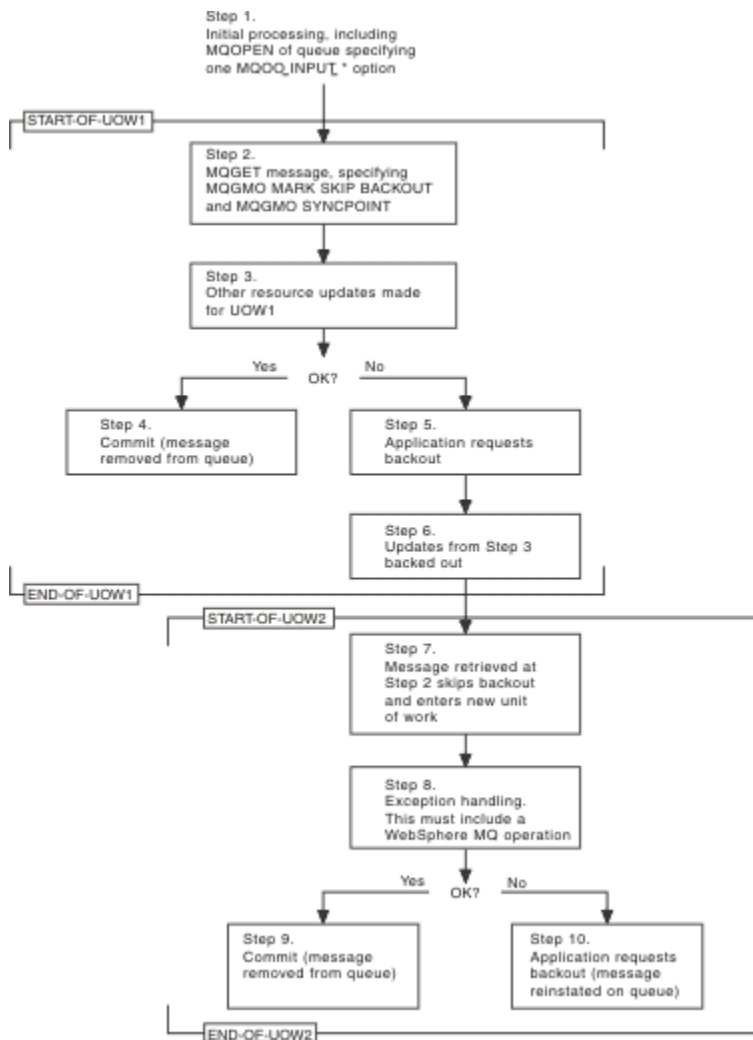 Step 1.
Initial processing, including
MQOPEN of queue specifying
one MQOO_INPUT_* option
START-OF-UOW1
Step 2.
MQGET message, specifying
MQGMO MARK SKIP BACKOUT
and MQGMO SYNCPOINT
Step 3.
Other resource updates made
for UOW1
Yes
OK?
No
Step 4.
Commit (message
removed from queue)
Step 5.
Application requests
backout
Step 6.
Updates from Step 3
backed out
END-OF-UOW1
START-OF-UOW2
Step 7.
Message retrieved at
Step 2 skips backout
and enters new unit
of work
Step 8.
Exception handling.
This must include a
WebSphere MQ operation
Yes
OK?
No
Step 9.
Commit (message
removed from queue)
Step 10.
Application requests
backout (message
reinstated on queue)
END-OF-UOW2